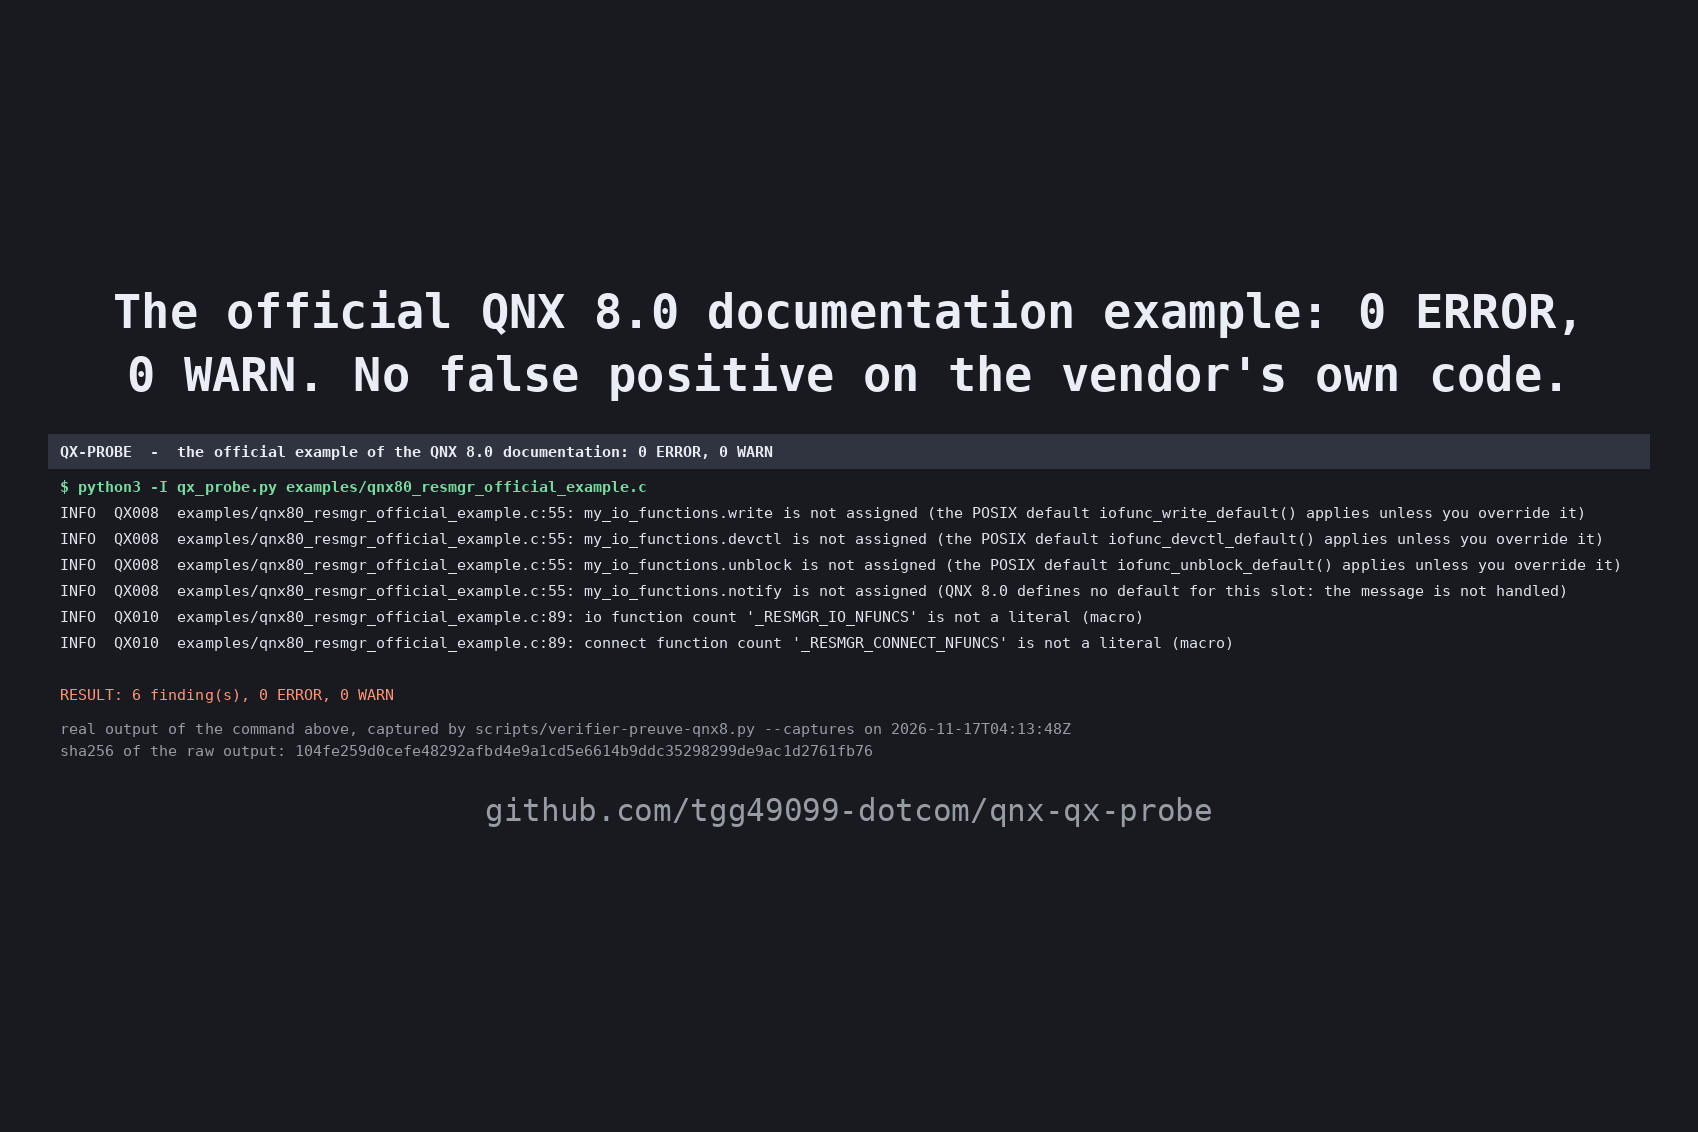 The official QNX 8.0 documentation example: 0 ERROR,
0 WARN. No false positive on the vendor's own code.
QX-PROBE  -  the official example of the QNX 8.0 documentation: 0 ERROR, 0 WARN
$ python3 -I qx_probe.py examples/qnx80_resmgr_official_example.c
INFO  QX008  examples/qnx80_resmgr_official_example.c:55: my_io_functions.write is not assigned (the POSIX default iofunc_write_default() applies unless you override it)
INFO  QX008  examples/qnx80_resmgr_official_example.c:55: my_io_functions.devctl is not assigned (the POSIX default iofunc_devctl_default() applies unless you override it)
INFO  QX008  examples/qnx80_resmgr_official_example.c:55: my_io_functions.unblock is not assigned (the POSIX default iofunc_unblock_default() applies unless you override it)
INFO  QX008  examples/qnx80_resmgr_official_example.c:55: my_io_functions.notify is not assigned (QNX 8.0 defines no default for this slot: the message is not handled)
INFO  QX010  examples/qnx80_resmgr_official_example.c:89: io function count '_RESMGR_IO_NFUNCS' is not a literal (macro)
INFO  QX010  examples/qnx80_resmgr_official_example.c:89: connect function count '_RESMGR_CONNECT_NFUNCS' is not a literal (macro)
RESULT: 6 finding(s), 0 ERROR, 0 WARN
real output of the command above, captured by scripts/verifier-preuve-qnx8.py --captures on 2026-11-17T04:13:48Z
sha256 of the raw output: 104fe259d0cefe48292afbd4e9a1cd5e6614b9ddc35298299de9ac1d2761fb76
github.com/tgg49099-dotcom/qnx-qx-probe